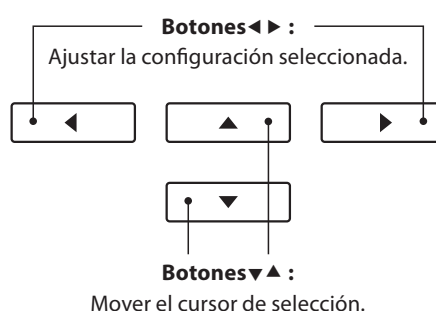 Botones◀ ▶ :
Ajustar la configuración seleccionada.
Botones▼▲ :
Mover el cursor de selección.